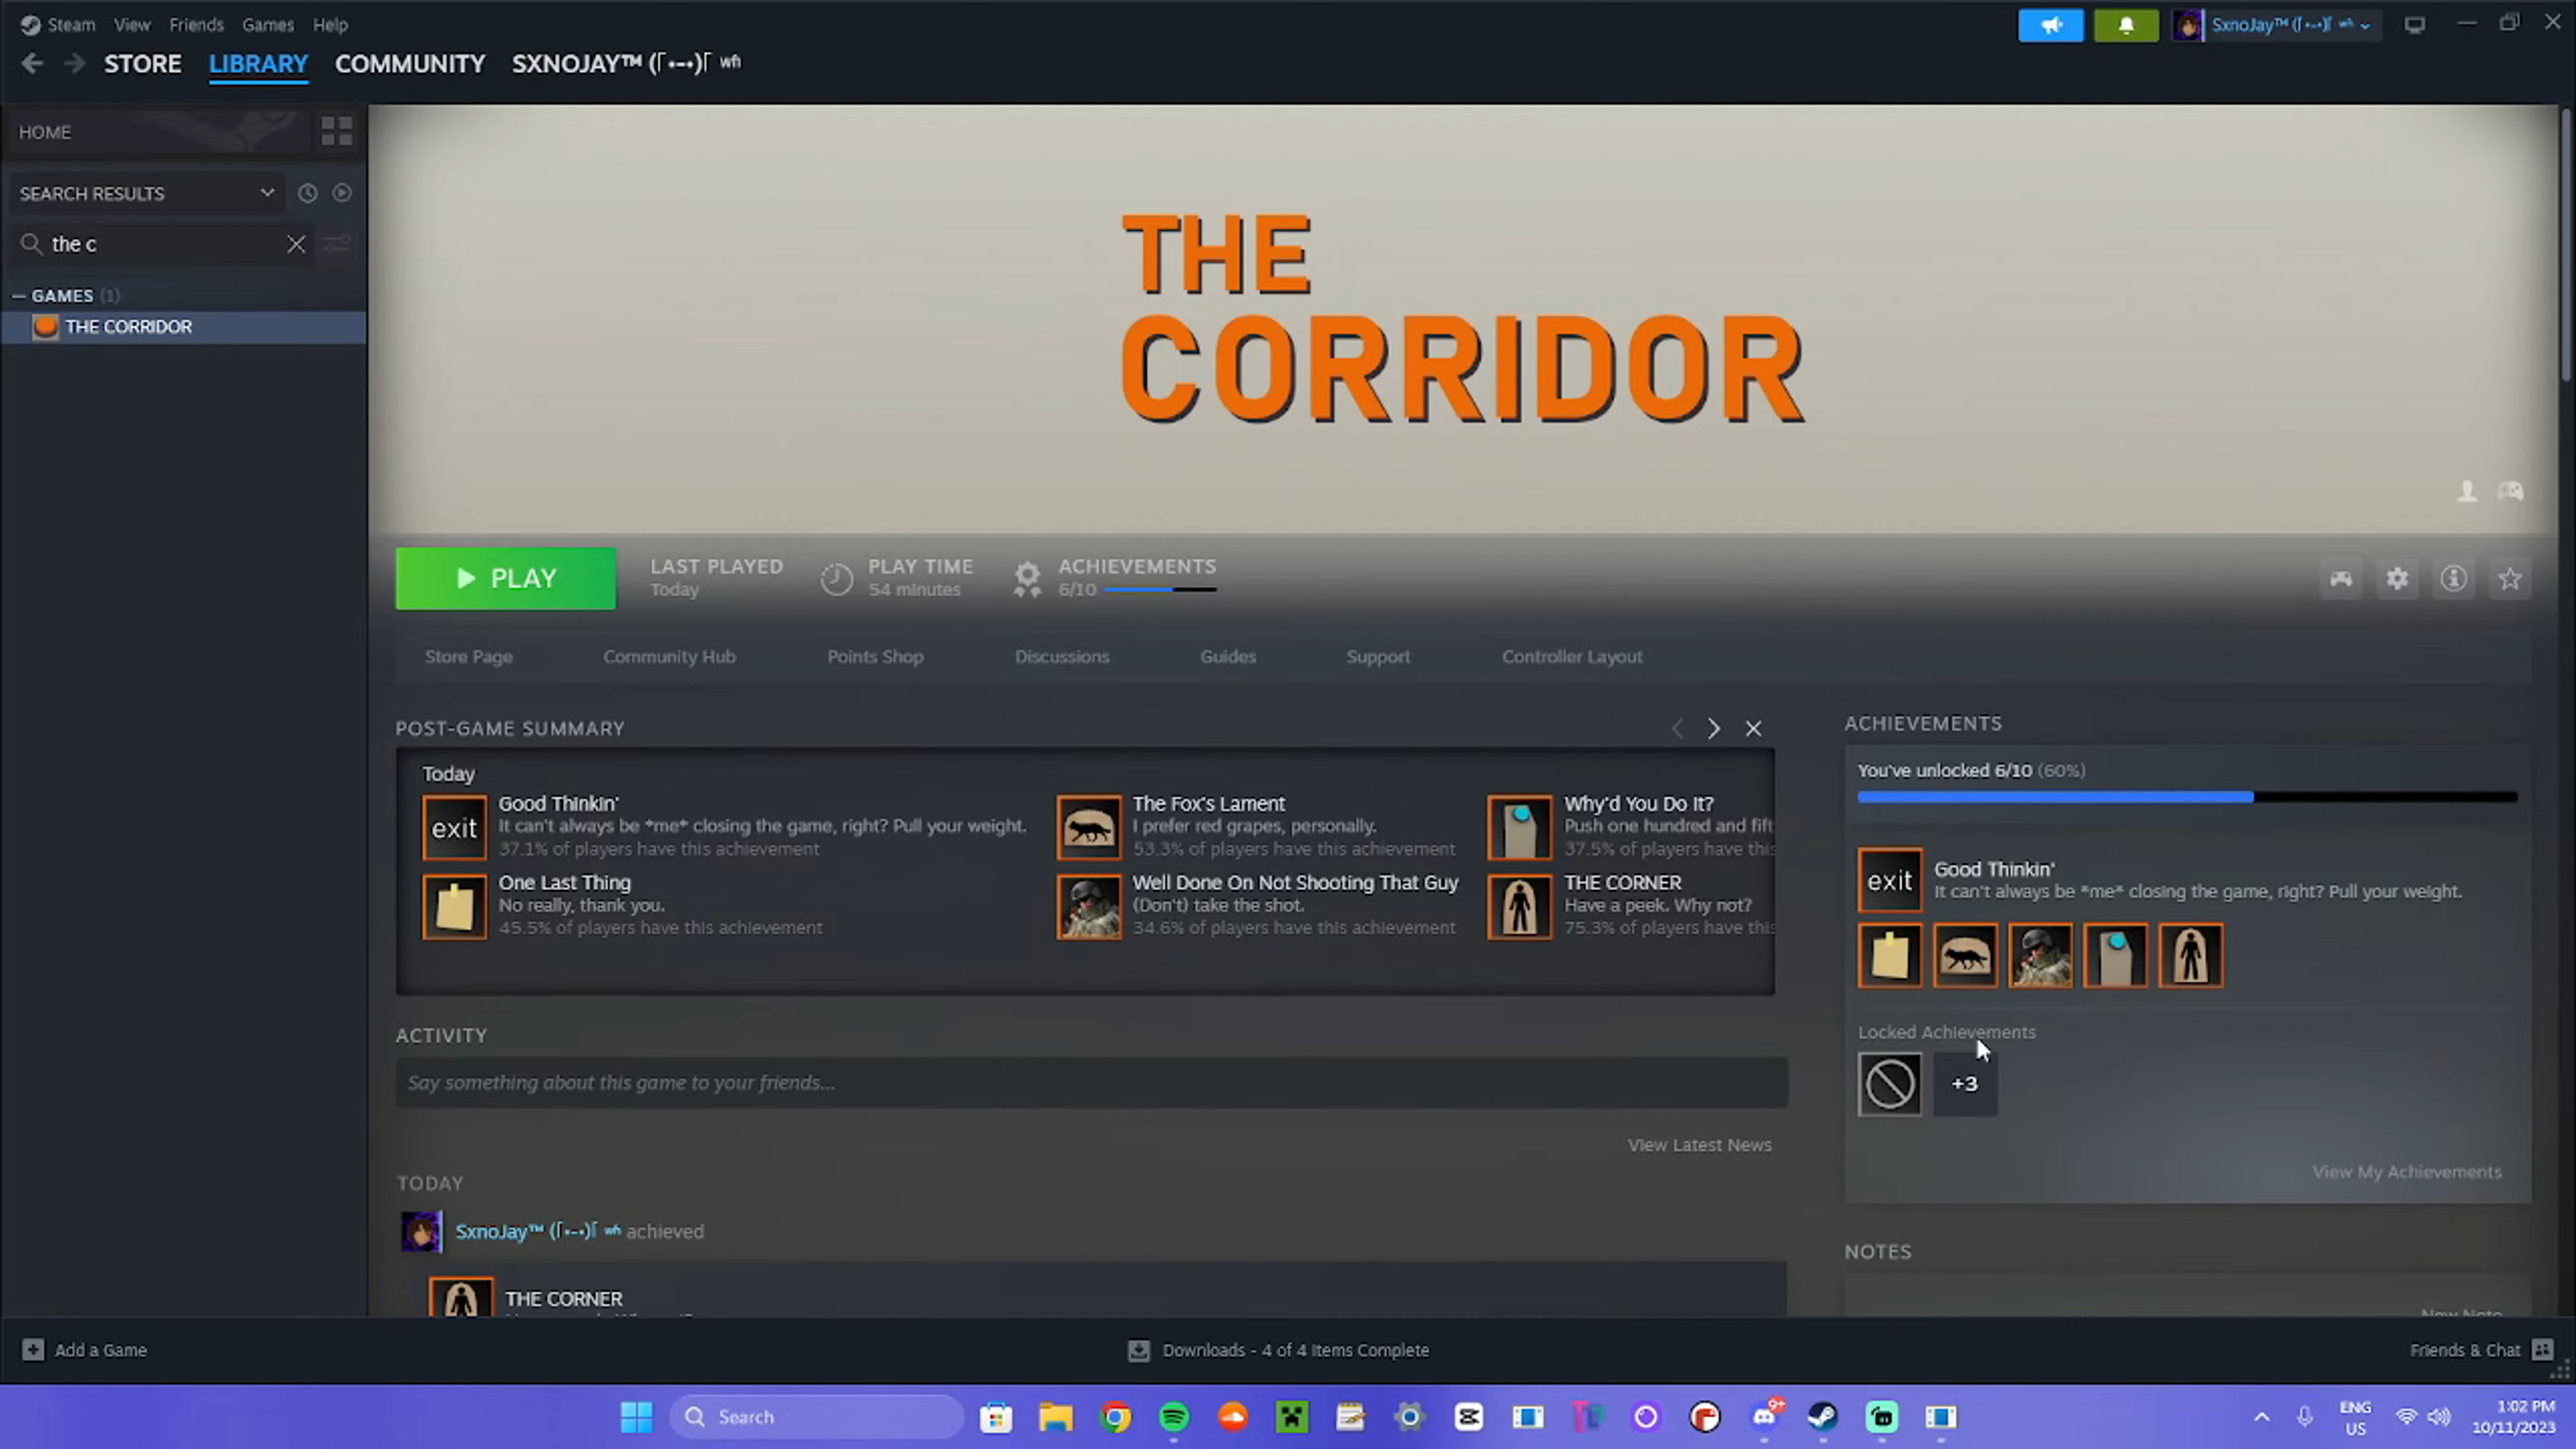 Steam View Friends Games Help
SxnoJay™
STORE LIBRARY COMMUNITY SXNOJAY™
HOME
SEARCH RESULTS
the c
GAMES (1)
THE CORRIDOR
THE
CORRIDOR
PLAY
LAST PLAYED
Today
PLAY TIME
54 minutes
ACHIEVEMENTS
6/10
Store Page Community Hub Points Shop Discussions Guides Support Controller Layout
POST-GAME SUMMARY
Today
exit
Good Thinkin'
It can't always be *me* closing the game, right? Pull your weight.
37.1% of players have this achievement
The Fox's Lament
I prefer red grapes, personally.
53.3% of players have this achievement
Why'd You Do It?
Push one hundred and fift
37.5% of players have this
One Last Thing
No really, thank you.
45.5% of players have this achievement
Well Done On Not Shooting That Guy
(Don't) take the shot.
34.6% of players have this achievement
THE CORNER
Have a peek. Why not?
75.3% of players have this
ACHIEVEMENTS
You've unlocked 6/10 (60%)
exit
Good Thinkin'
It can't always be *me* closing the game, right? Pull your weight.
Locked Achievements
+3
View My Achievements
ACTIVITY
Say something about this game to your friends...
View Latest News
TODAY
SxnoJay™ achieved
THE CORNER
NOTES
New Note
Add a Game
Downloads - 4 of 4 Items Complete
Friends & Chat
Search
9+
ENG
US
1:02 PM
10/11/2023